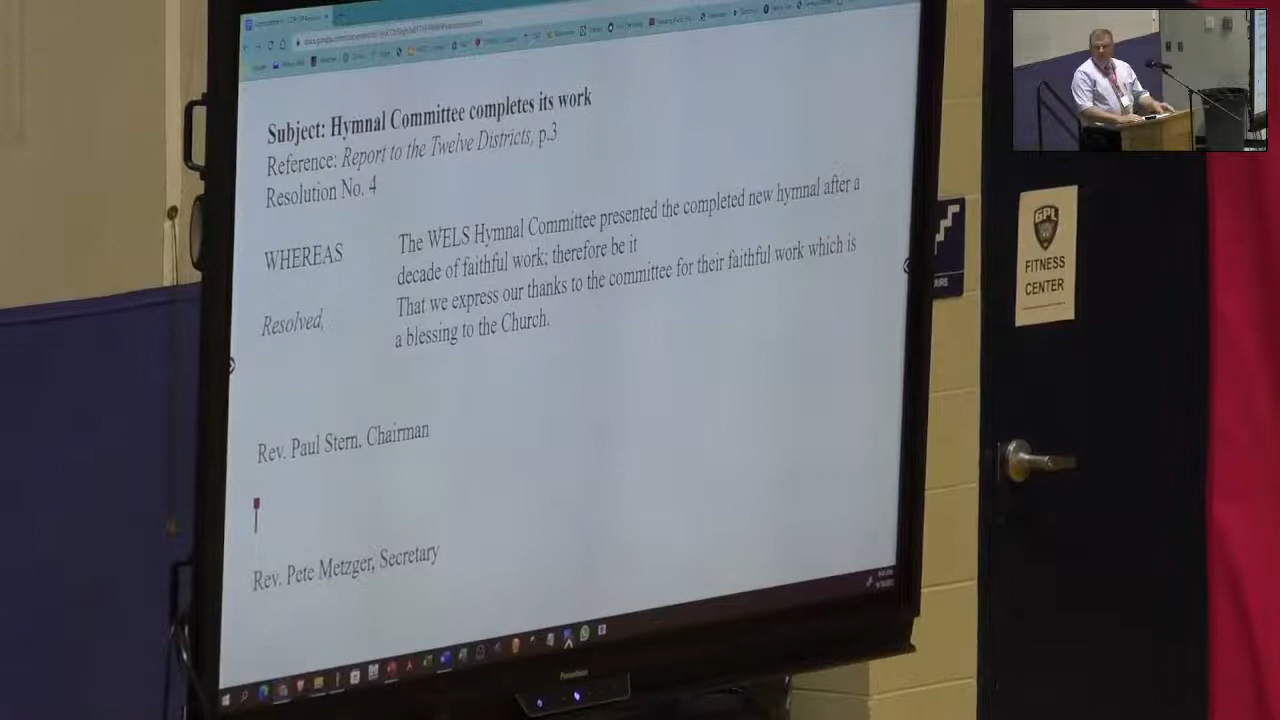 Subject: Hymnal Committee completes its work
Reference: Report to the Twelve Districts, p.3
Resolution No. 4
WHEREAS The WELS Hymnal Committee presented the completed new hymnal after a
decade of faithful work; therefore be it
Resolved, That we express our thanks to the committee for their faithful work which is
a blessing to the Church.
Rev. Paul Stern. Chairman
Rev. Pete Metzger, Secretary
GPL
FITNESS
CENTER